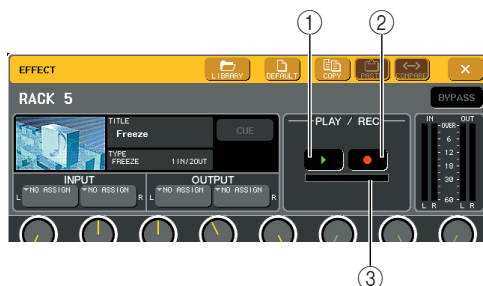 ① ②
EFFECT LIBRARY DEFAULT COPY PASTE COMPARE ×
RACK 5 BYPASS
TITLE
Freeze
CUE
TYPE
FREEZE 1IN/2OUT
PLAY / REC
IN OUT
OVER
6
12
18
30
60
L R L R
INPUT OUTPUT
L NO ASSIGN NO ASSIGN R L NO ASSIGN NO ASSIGN R
③